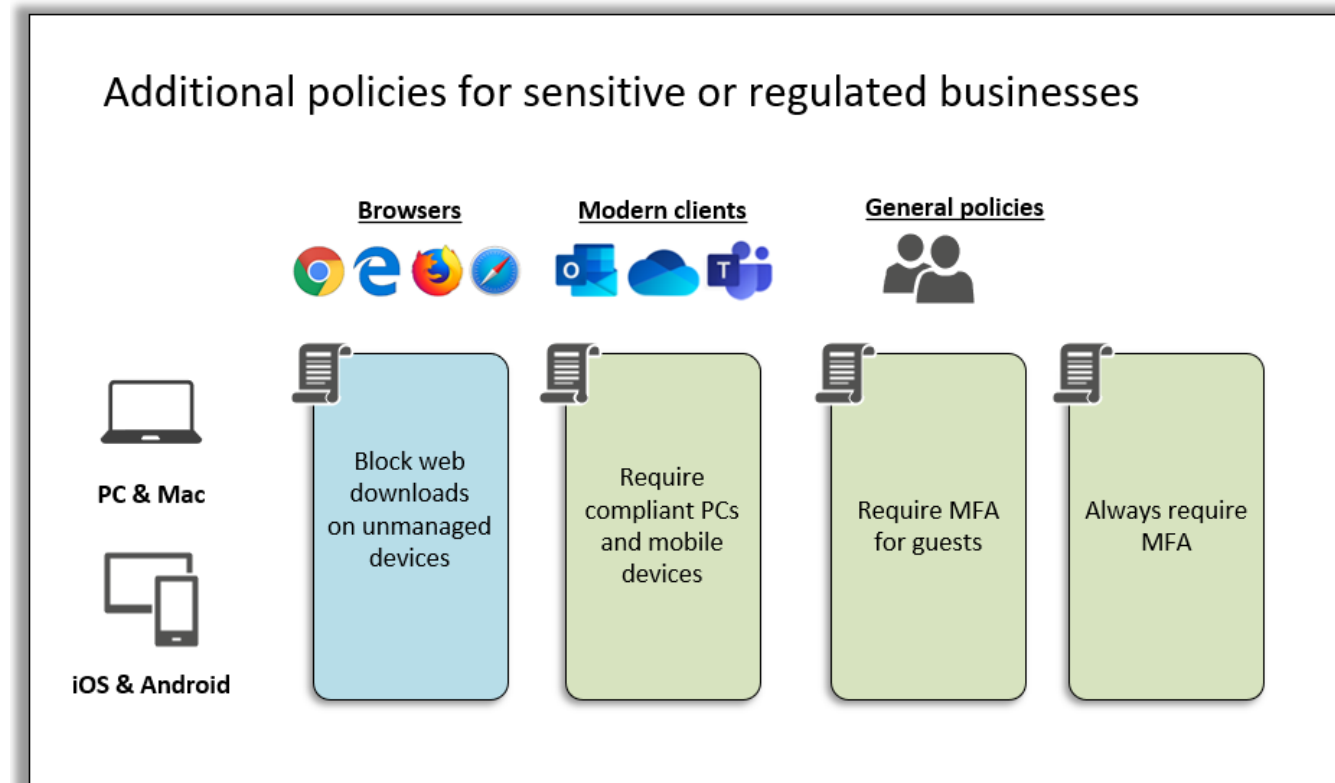 Additional policies for sensitive or regulated businesses
Browsers
Modern clients
General policies
O
T
PC & Mac
iOS & Android
Block web
downloads
on unmanaged
devices
Require
compliant PCs
and mobile
devices
Require MFA
for guests
Always require
MFA